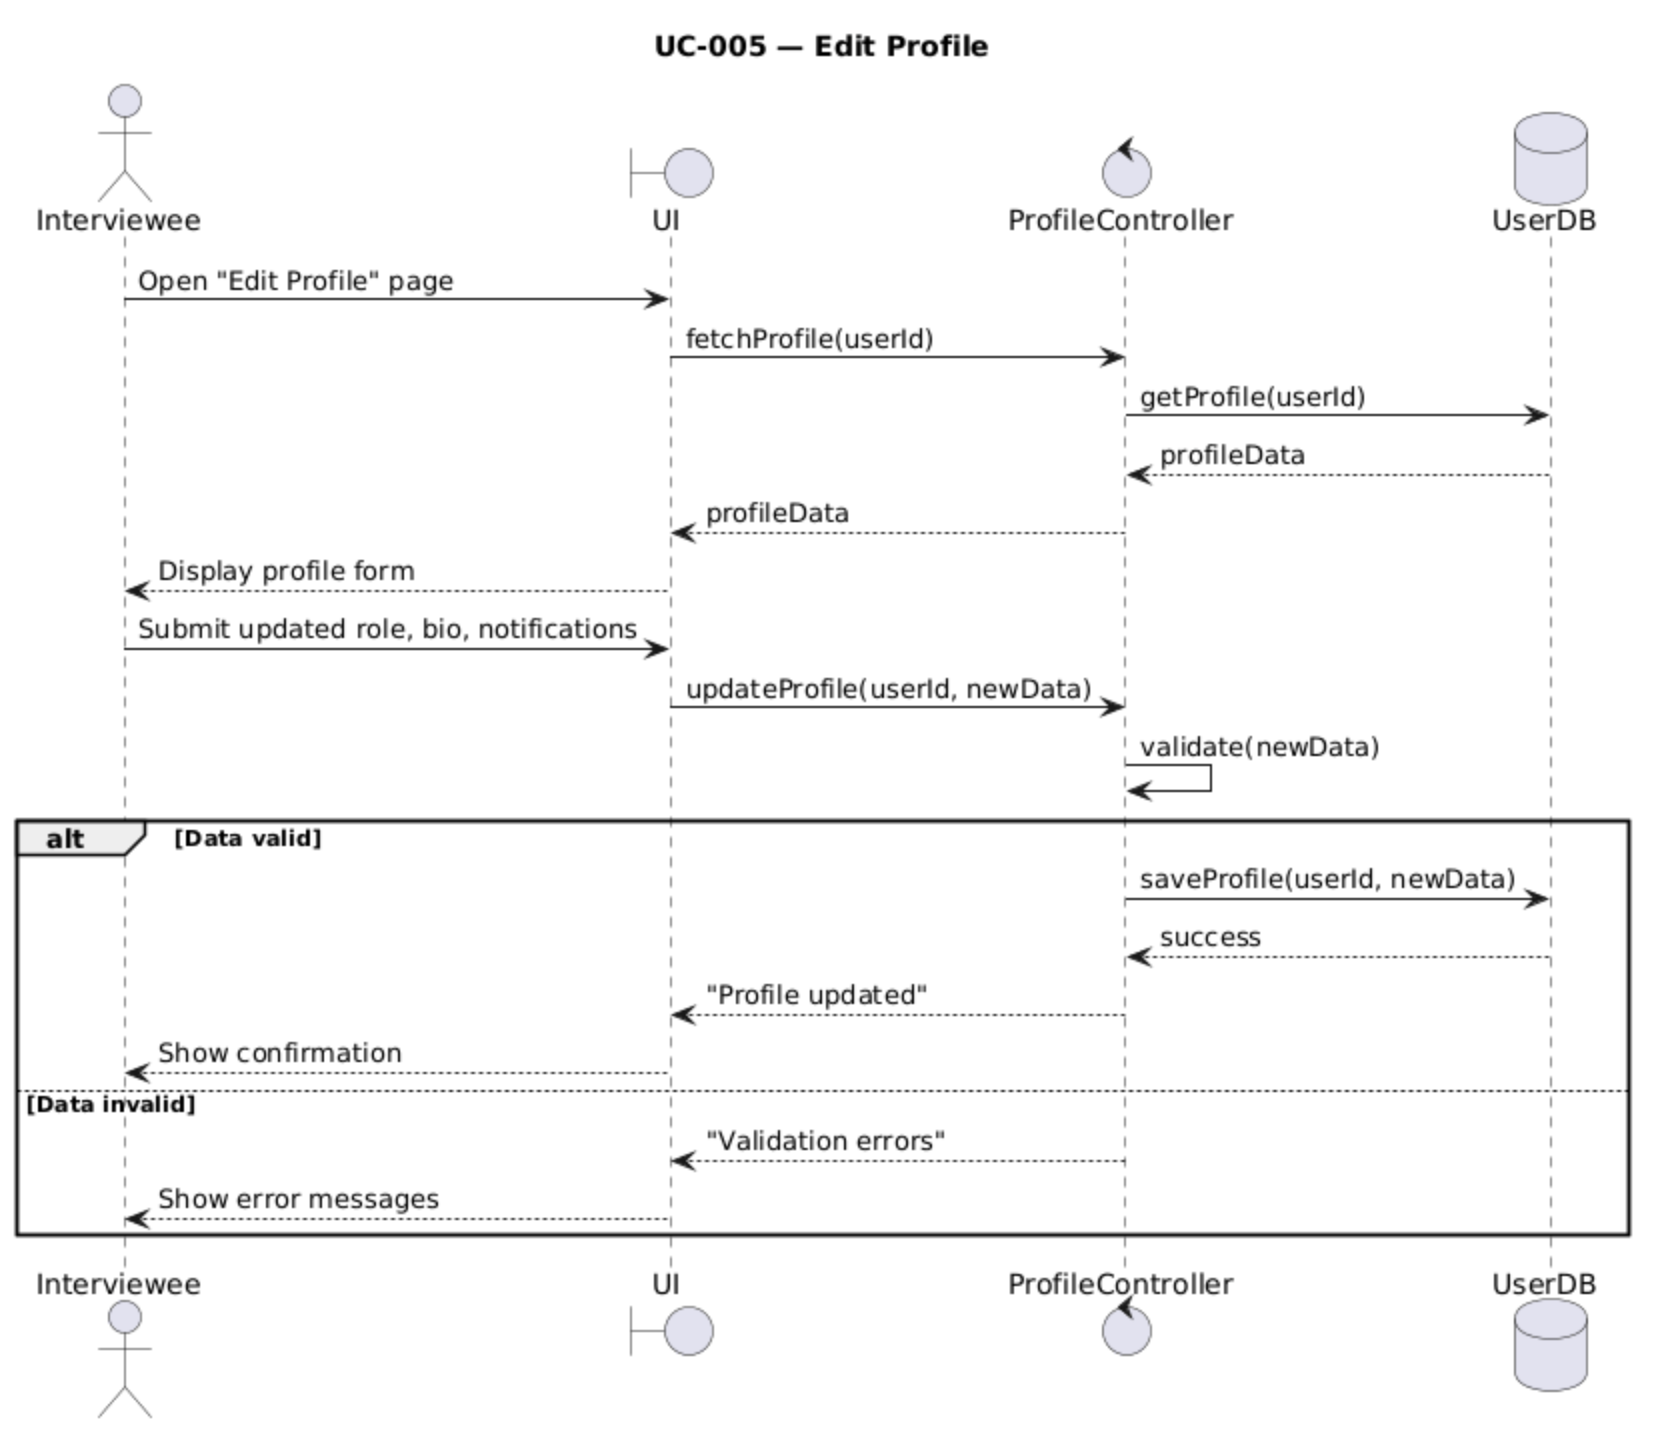 UC-005 — Edit Profile
Interviewee
UI
ProfileController
UserDB
Open "Edit Profile" page
fetchProfile(userId)
getProfile(userId)
profileData
profileData
Display profile form
Submit updated role, bio, notifications
updateProfile(userId, newData)
validate(newData)
alt
[Data valid]
saveProfile(userId, newData)
success
"Profile updated"
Show confirmation
[Data invalid]
"Validation errors"
Show error messages
Interviewee
UI
ProfileController
UserDB